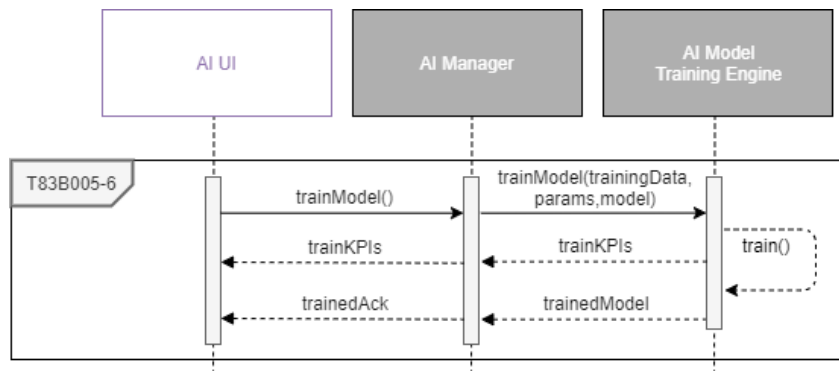 AI UI
AI Manager
AI Model
Training Engine
T83B005-6
trainModel()
trainModel(trainingData,
params,model)
trainKPIs
trainKPIs
train()
trainedAck
trainedModel